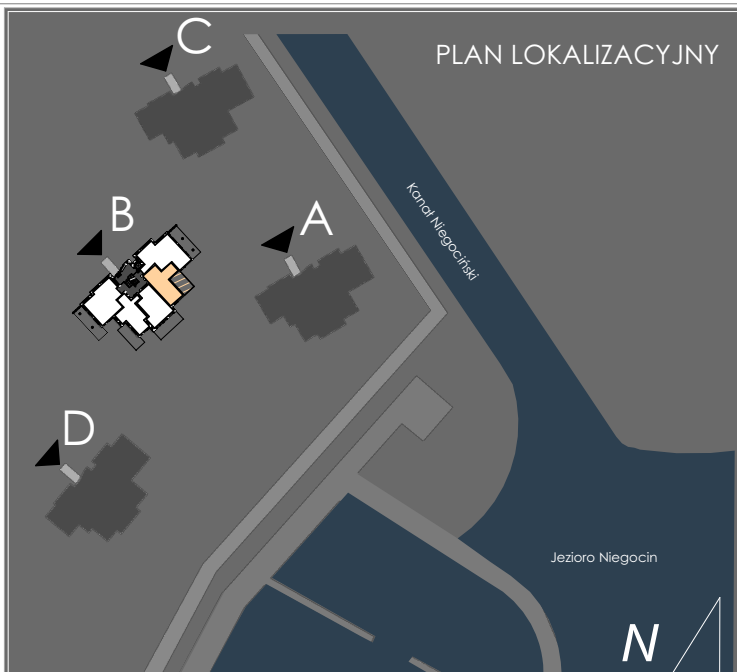 PLAN LOKALIZACYJNY
C
B
A
Kanał Niegociński
D
Jezioro Niegocin
N